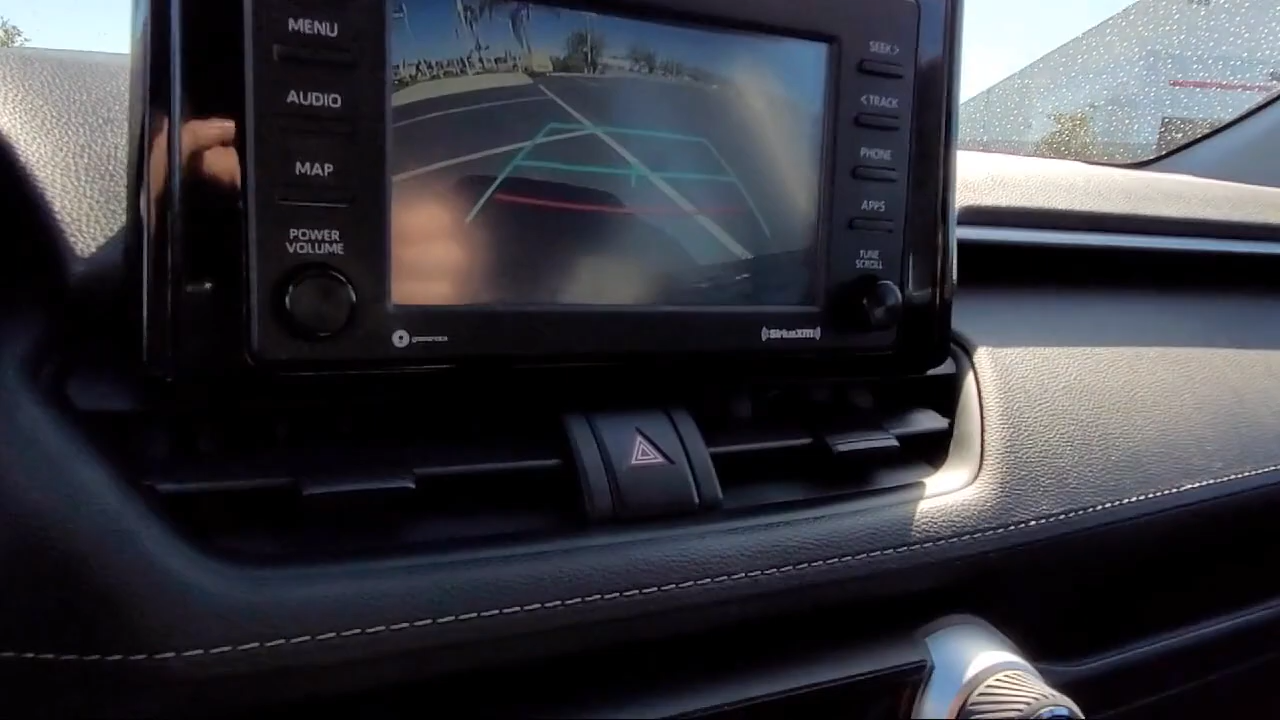 MENU
AUDIO
MAP
POWER
VOLUME
SEEK >
< TRACK
PHONE
APPS
TUNE
SCROLL
((SiriusXM))